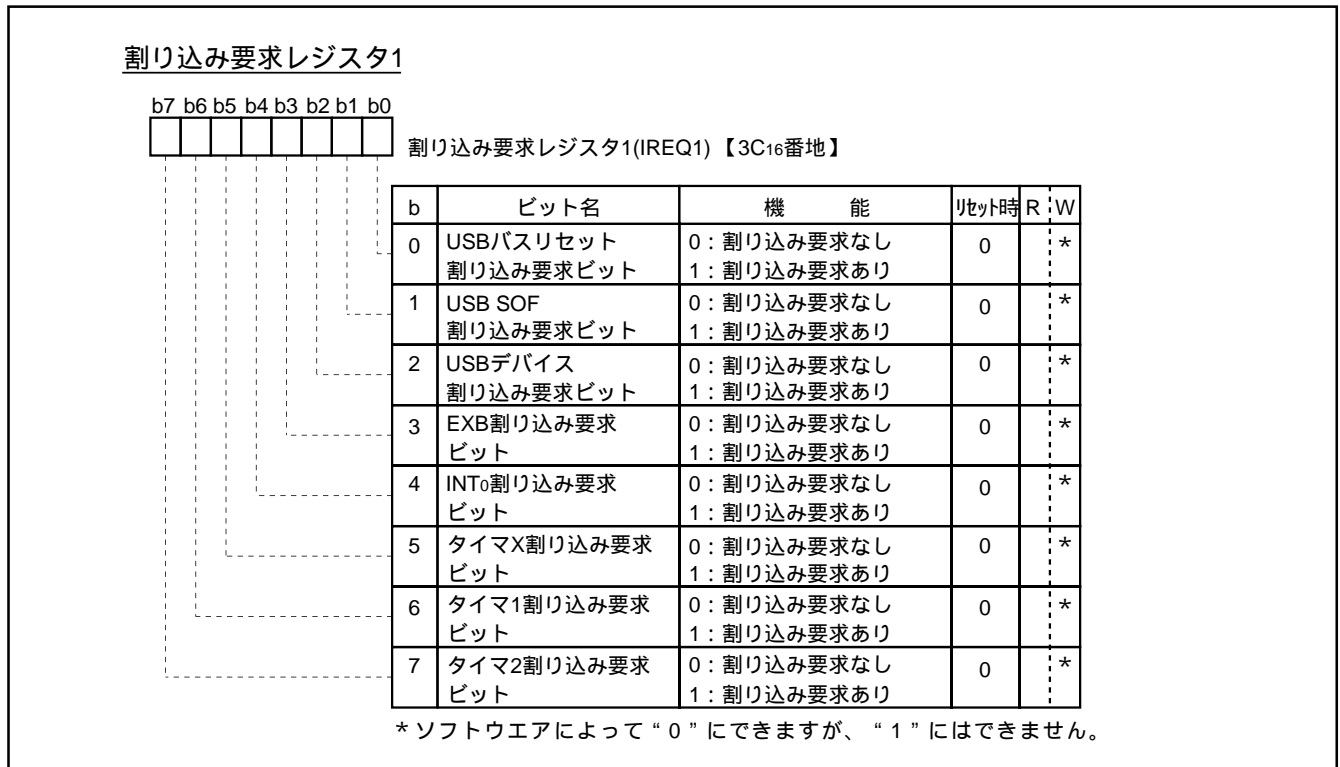 割り込み要求レジスタ1
b7 b6 b5 b4 b3 b2 b1 b0
割り込み要求レジスタ1(IREQ1)【3C16番地】
b ビット名 機 能 リセット時 R W
0 USBバスリセット 0：割り込み要求なし 0 *
割り込み要求ビット 1：割り込み要求あり
1 USB SOF 0：割り込み要求なし 0 *
割り込み要求ビット 1：割り込み要求あり
2 USBデバイス 0：割り込み要求なし 0 *
割り込み要求ビット 1：割り込み要求あり
3 EXB割り込み要求 0：割り込み要求なし 0 *
ビット 1：割り込み要求あり
4 INT0割り込み要求 0：割り込み要求なし 0 *
ビット 1：割り込み要求あり
5 タイマX割り込み要求 0：割り込み要求なし 0 *
ビット 1：割り込み要求あり
6 タイマ1割り込み要求 0：割り込み要求なし 0 *
ビット 1：割り込み要求あり
7 タイマ2割り込み要求 0：割り込み要求なし 0 *
ビット 1：割り込み要求あり
*ソフトウエアによって“0”にできますが、“1”にはできません。